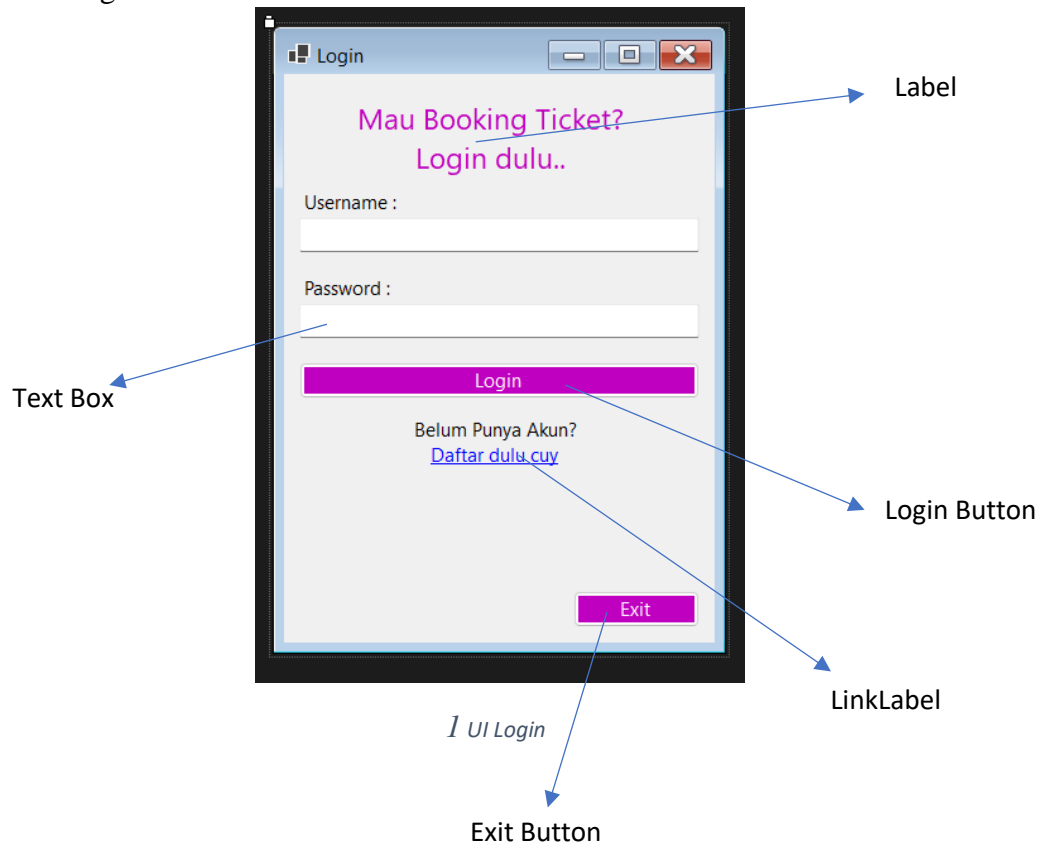 Login
Label
Mau Booking Ticket?
Login dulu..
Username :
Password :
Text Box
Login
Belum Punya Akun?
Daftar dulu cuy
Login Button
Exit
LinkLabel
1 UI Login
Exit Button